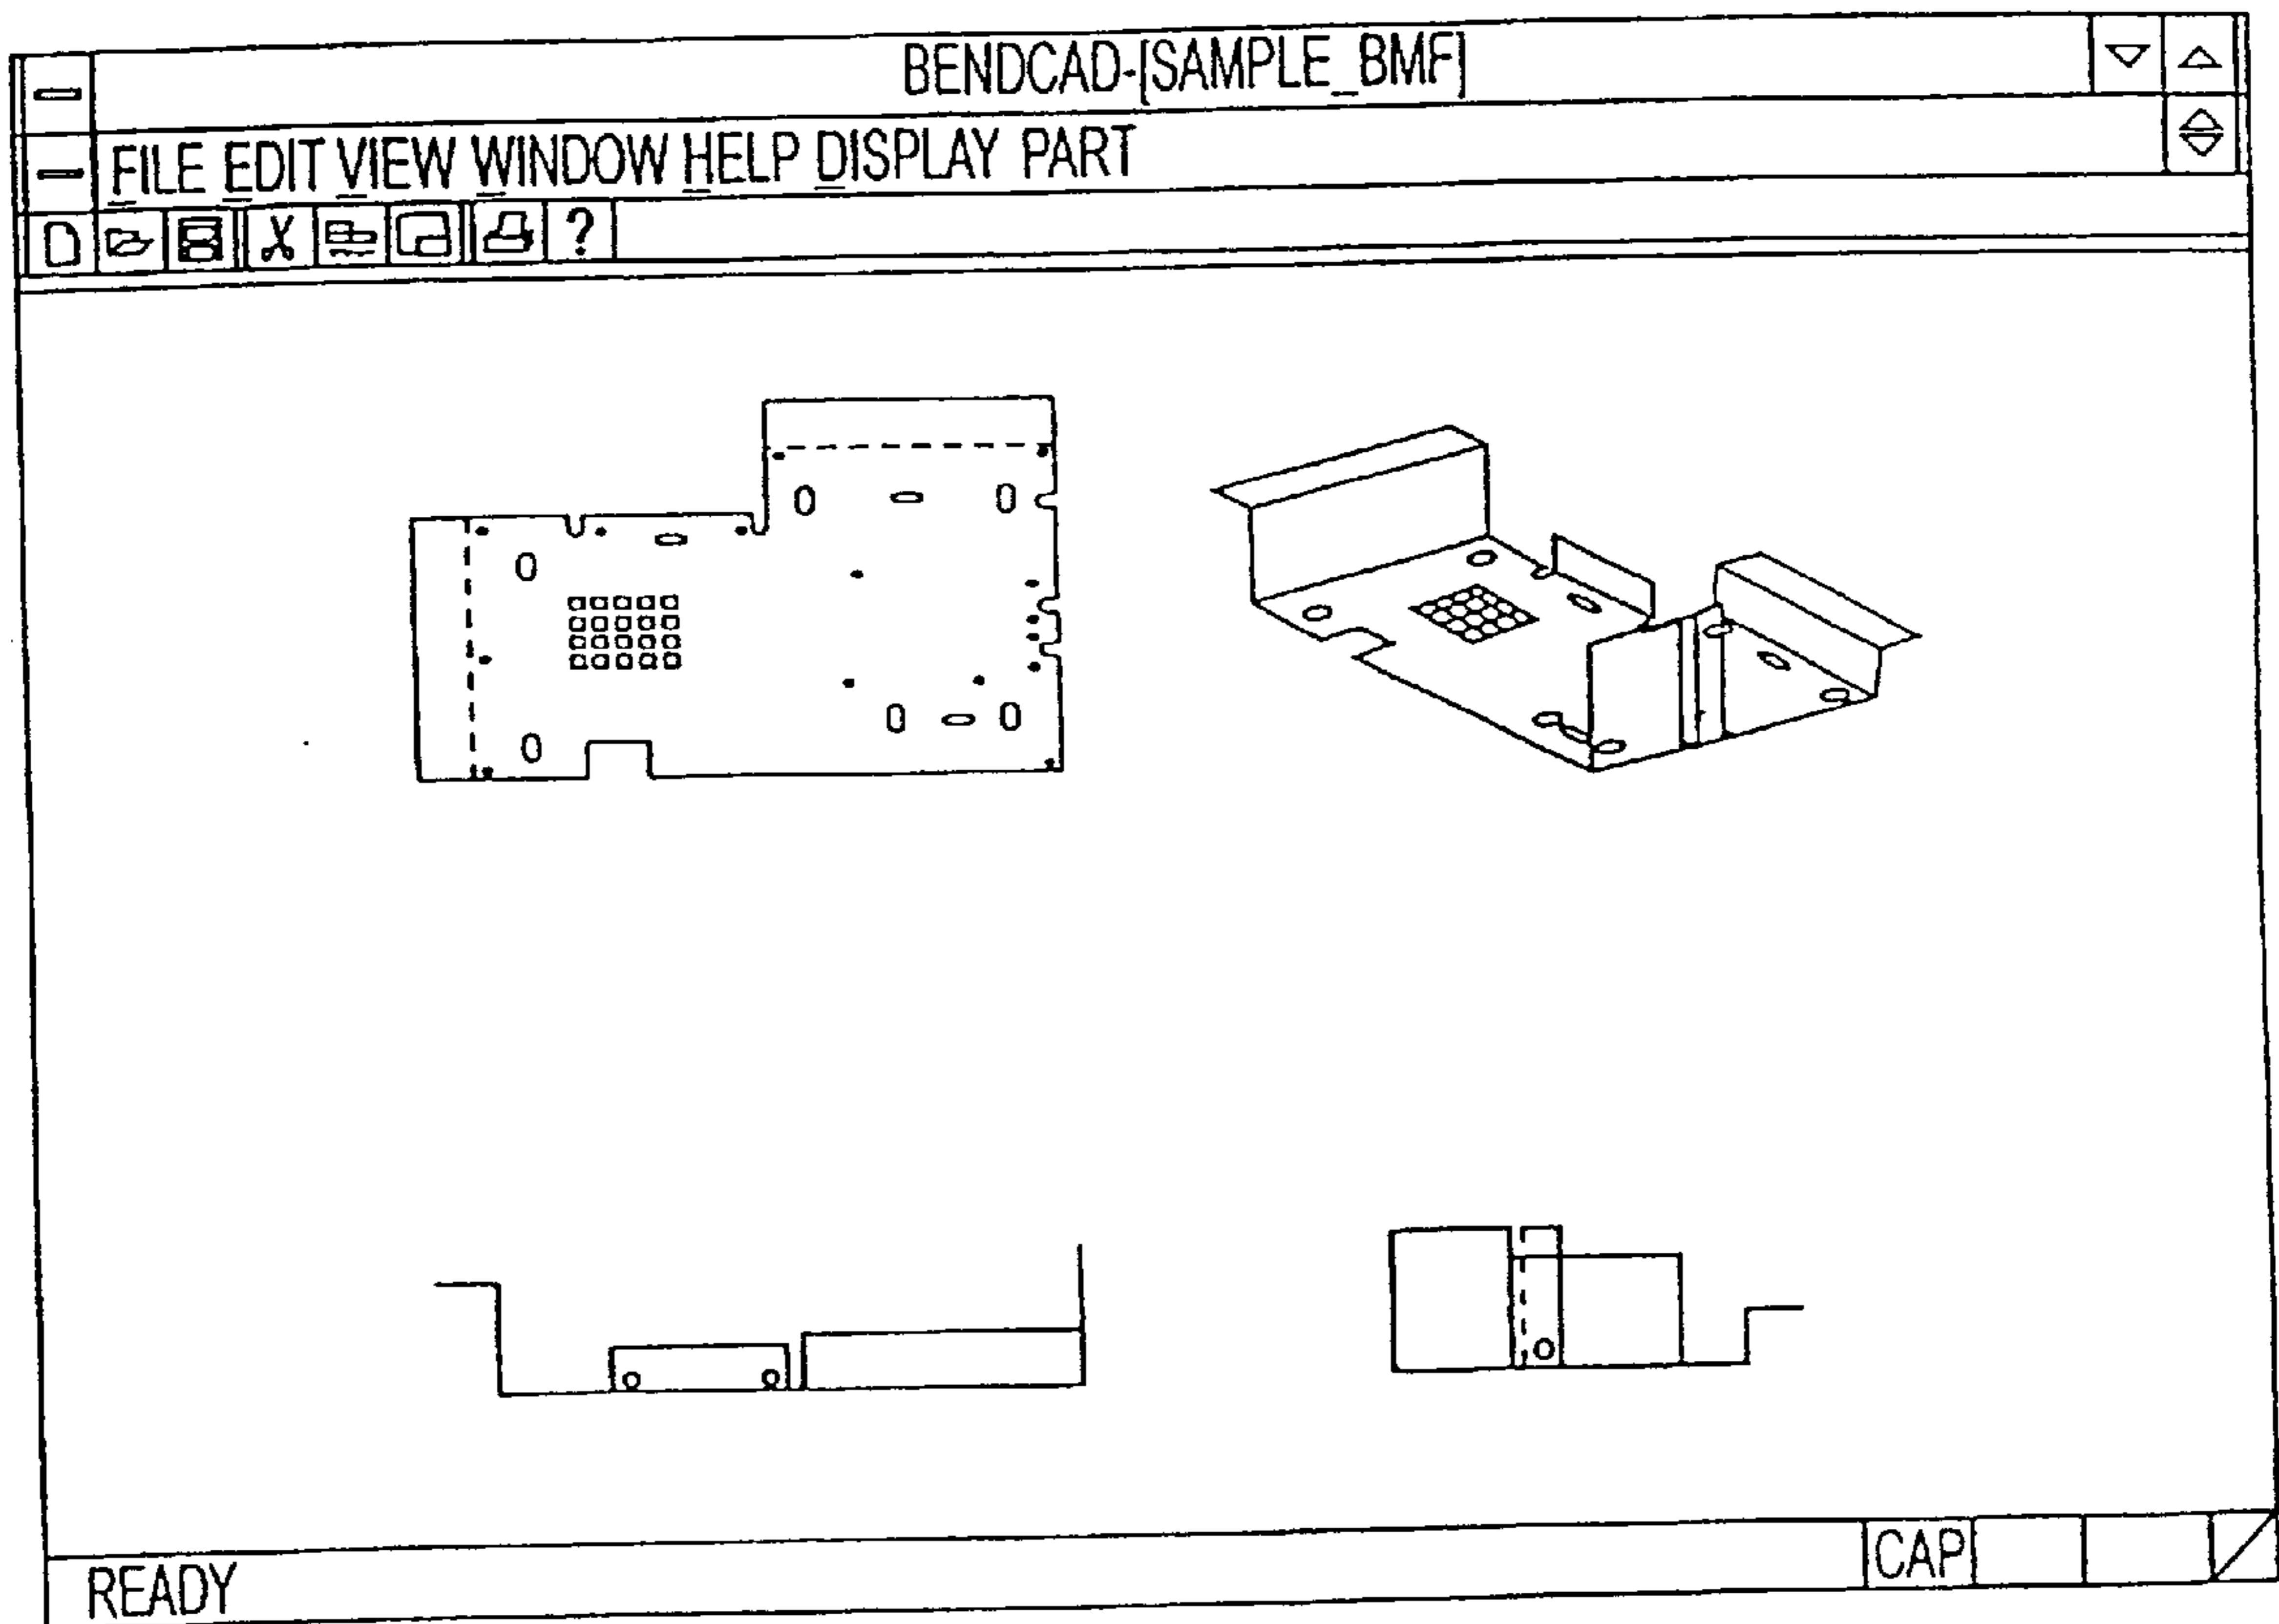 BENDCAD-[SAMPLE_BMF]
FILE EDIT VIEW WINDOW HELP DISPLAY PART
?
READY
CAP